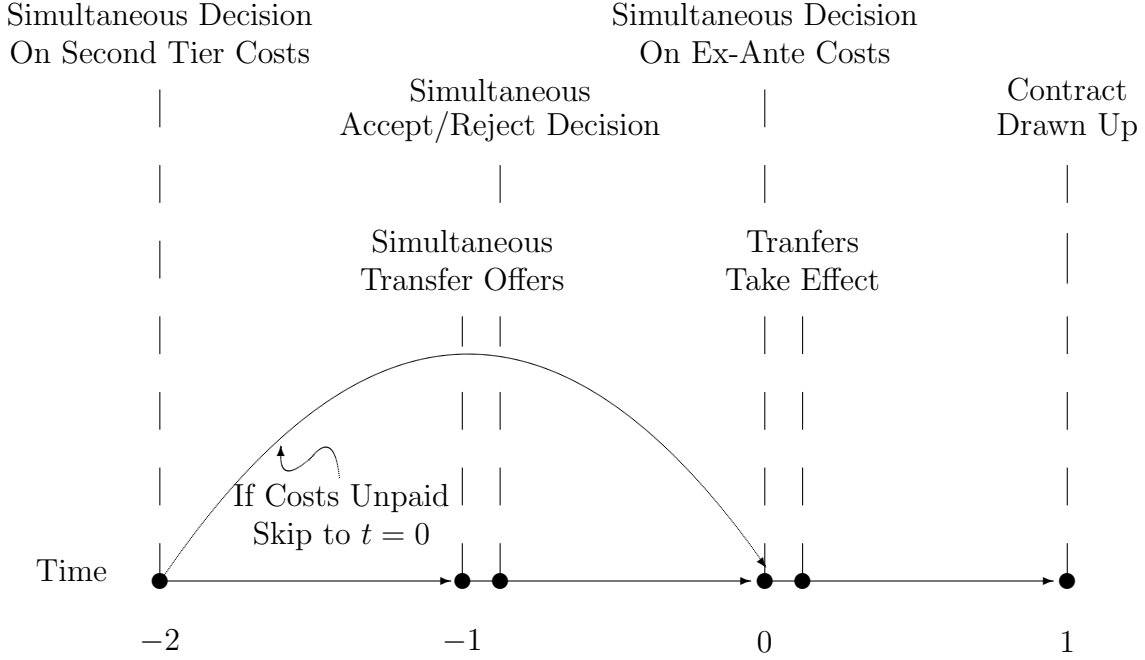 Simultaneous Decision
On Second Tier Costs
Simultaneous Decision
On Ex-Ante Costs
Simultaneous
Accept/Reject Decision
Contract
Drawn Up
Simultaneous
Transfer Offers
Tranfers
Take Effect
If Costs Unpaid
Skip to t = 0
Time
−2
−1
0
1